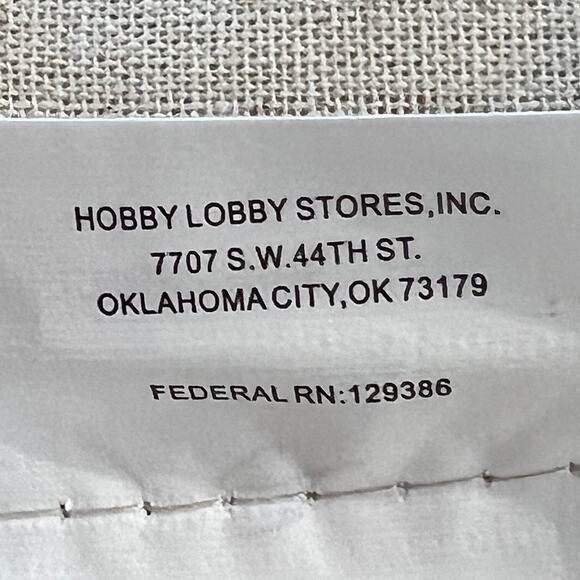 HOBBY LOBBY STORES,INC.
7707 S.W.44TH ST.
OKLAHOMA CITY,OK 73179
FEDERAL RN:129386